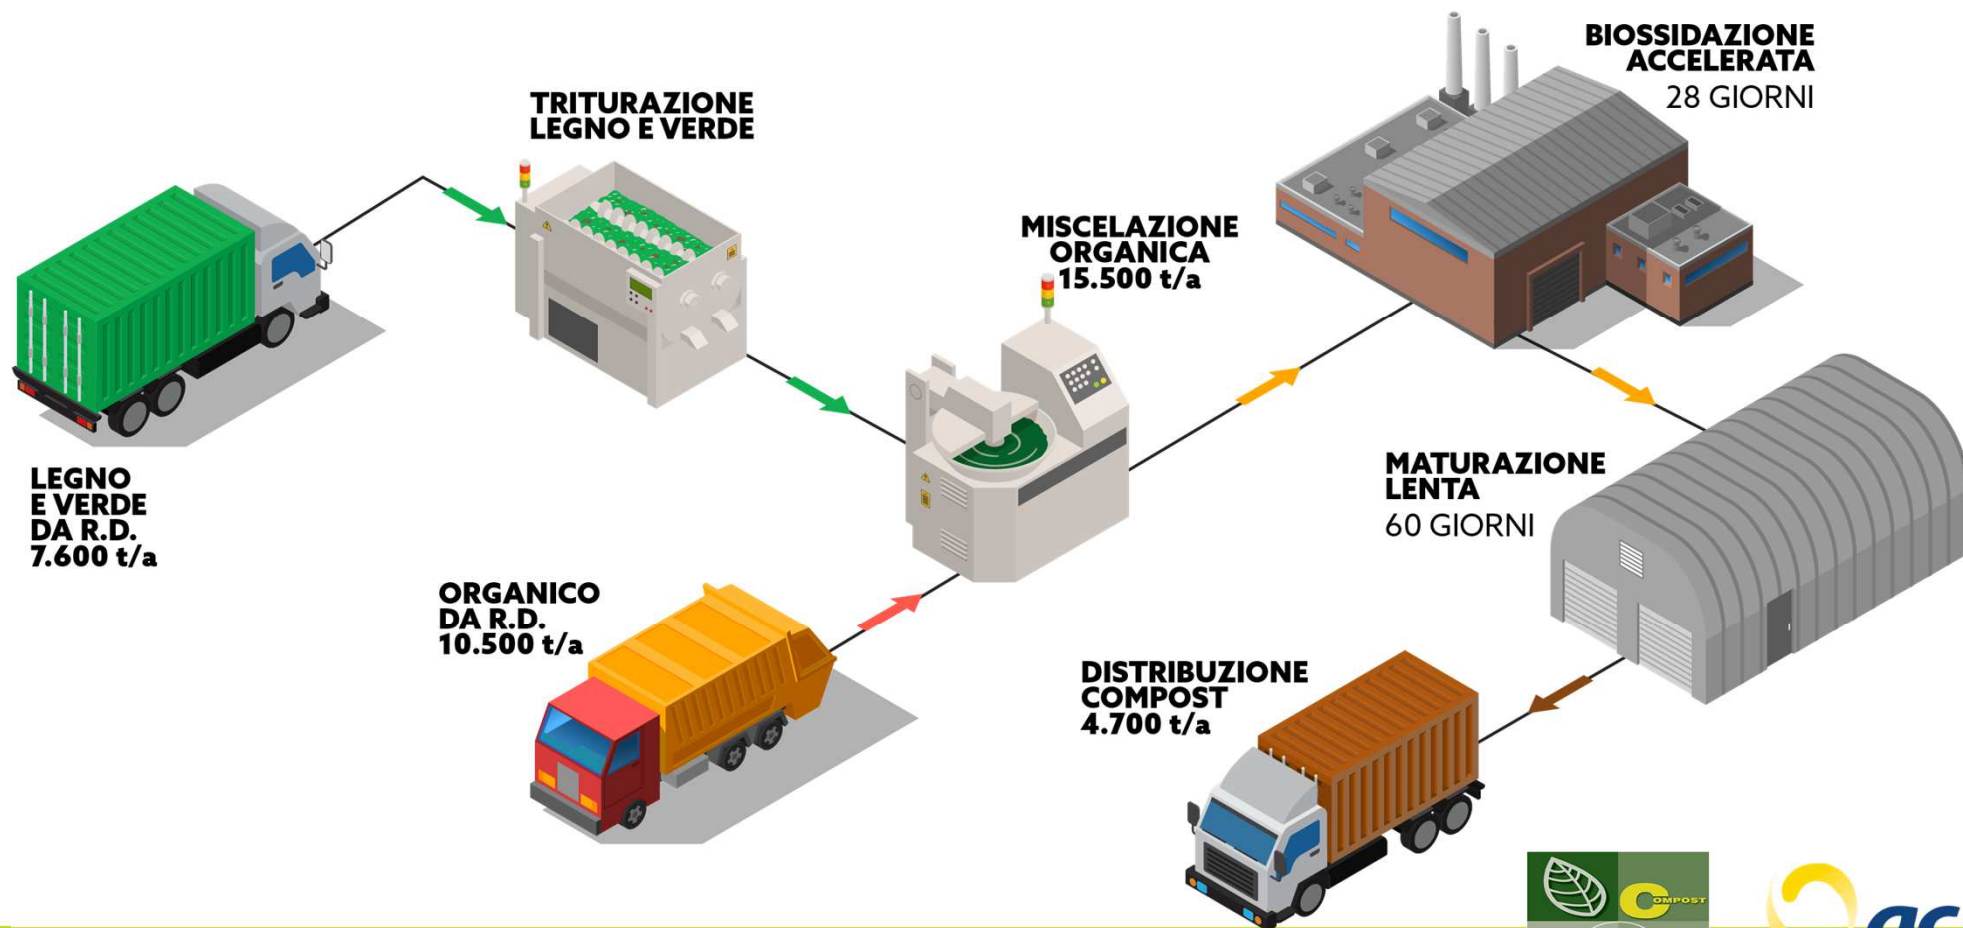 BIOSSIDAZIONE
ACCELERATA
28 GIORNI
TRITURAZIONE
LEGNO E VERDE
MISCELAZIONE
ORGANICA
15.500 t/a
LEGNO
E VERDE
DA R.D.
7.600 t/a
MATURAZIONE
LENTA
60 GIORNI
ORGANICO
DA R.D.
10.500 t/a
DISTRIBUZIONE
COMPOST
4.700 t/a
COMPOST